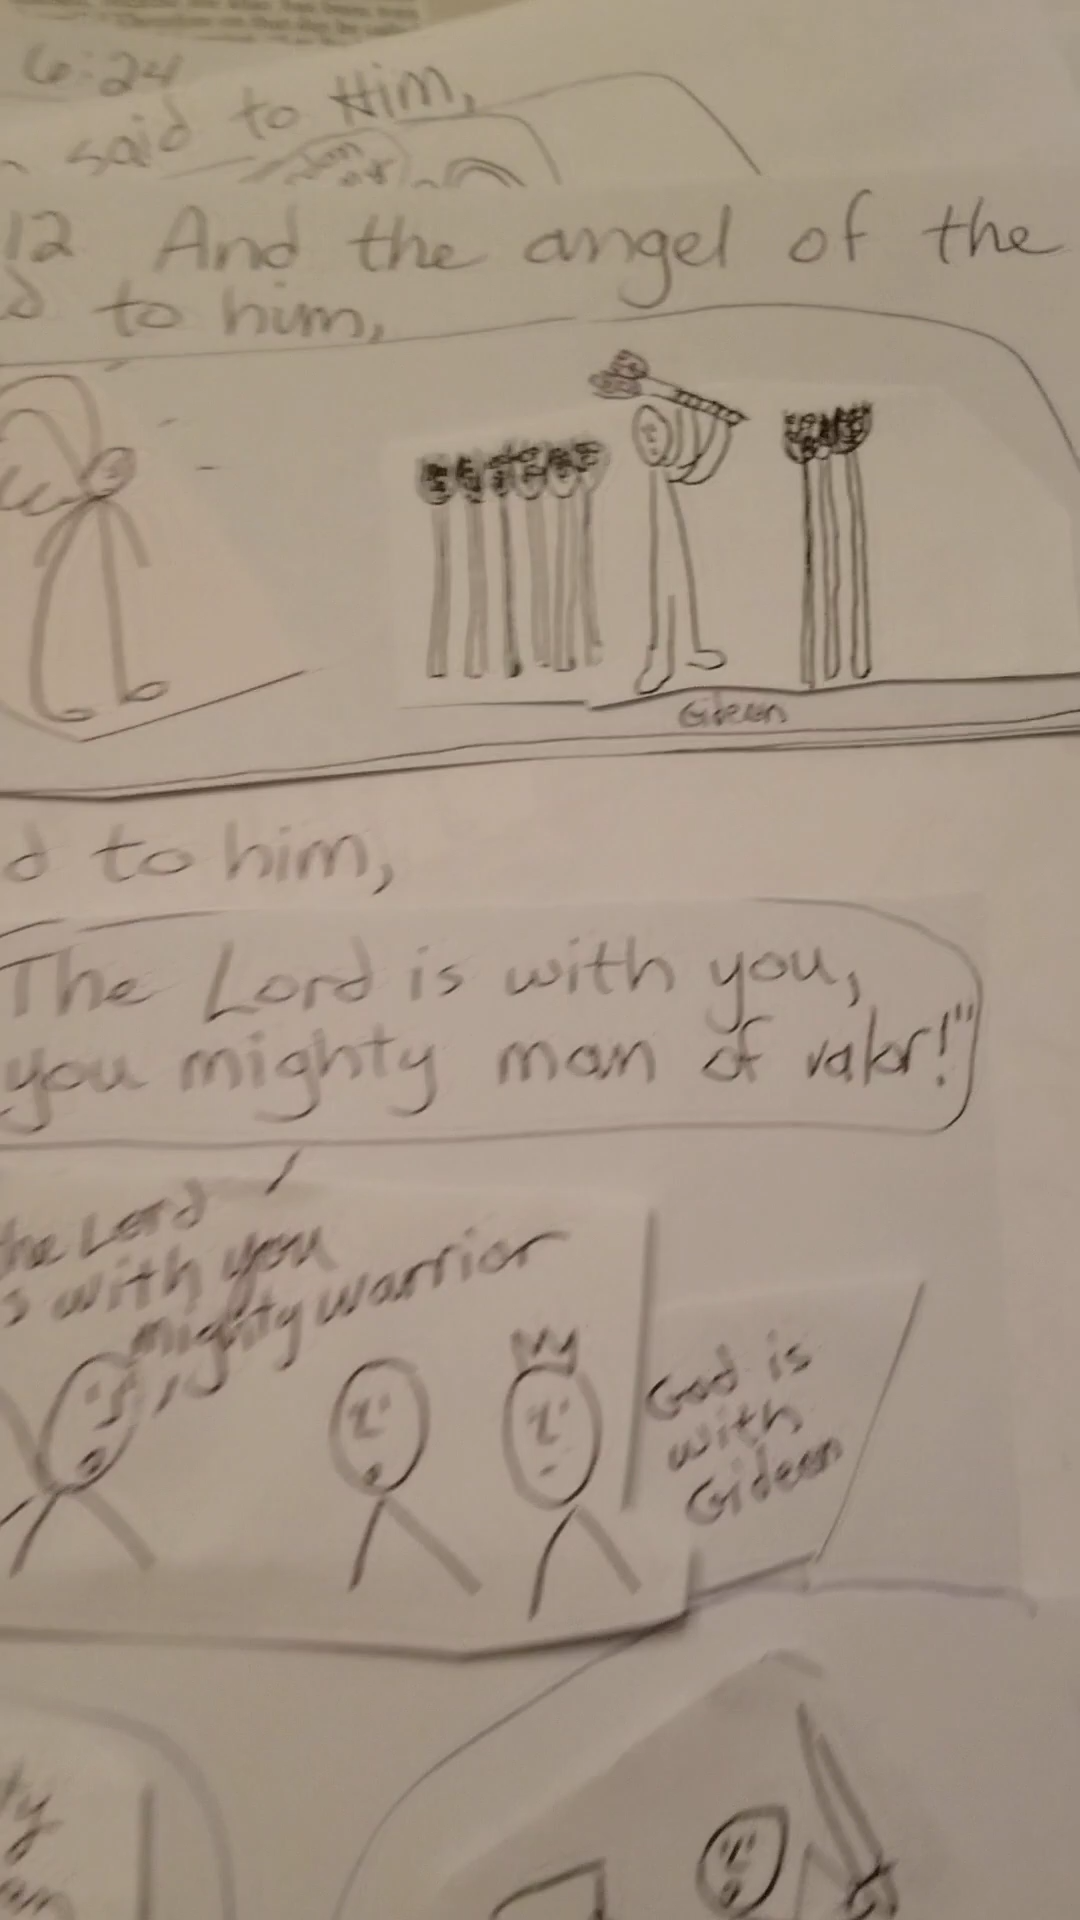 6:24
said to Him,
12 And the angel of the
d to him,
Gideon
d to him,
The Lord is with you,
you mighty man of valor!"
the Lord
s with you
mighty warrior
God is
with
Gideon